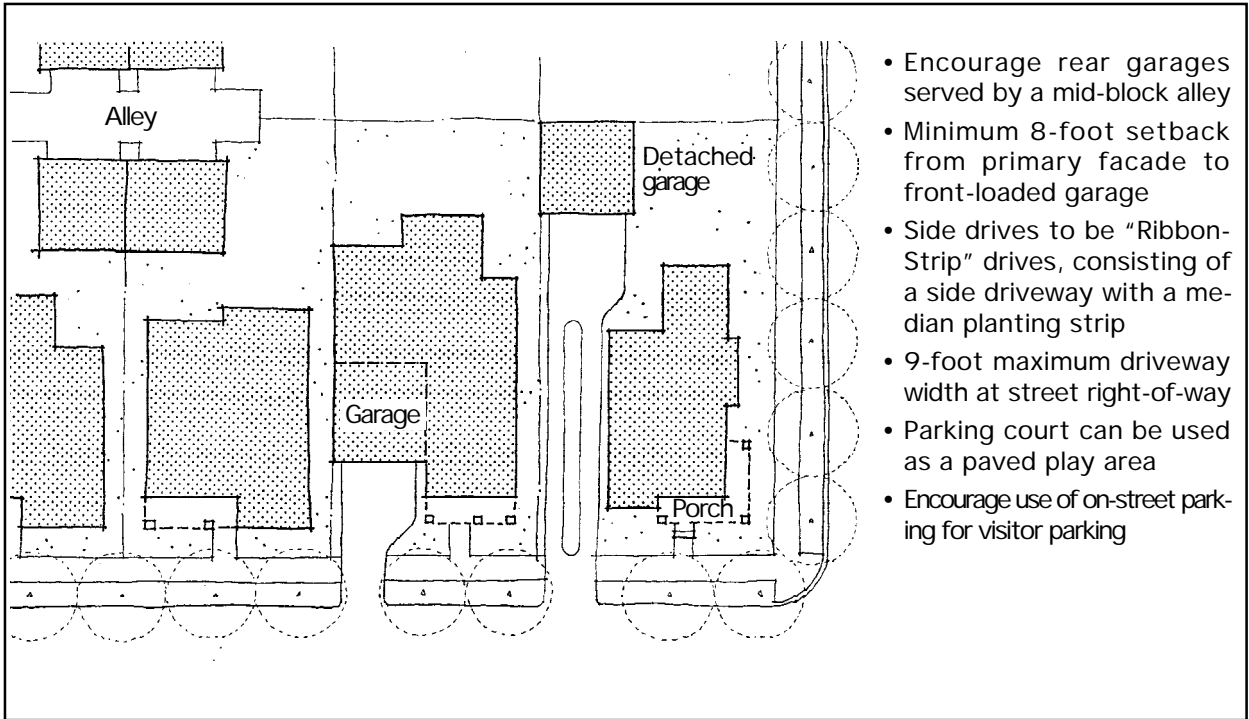 Alley
Detached
garage
Garage
Porch
• Encourage rear garages
served by a mid-block alley
• Minimum 8-foot setback
from primary facade to
front-loaded garage
• Side drives to be “Ribbon-
Strip” drives, consisting of
a side driveway with a me-
dian planting strip
• 9-foot maximum driveway
width at street right-of-way
• Parking court can be used
as a paved play area
• Encourage use of on-street park-
ing for visitor parking